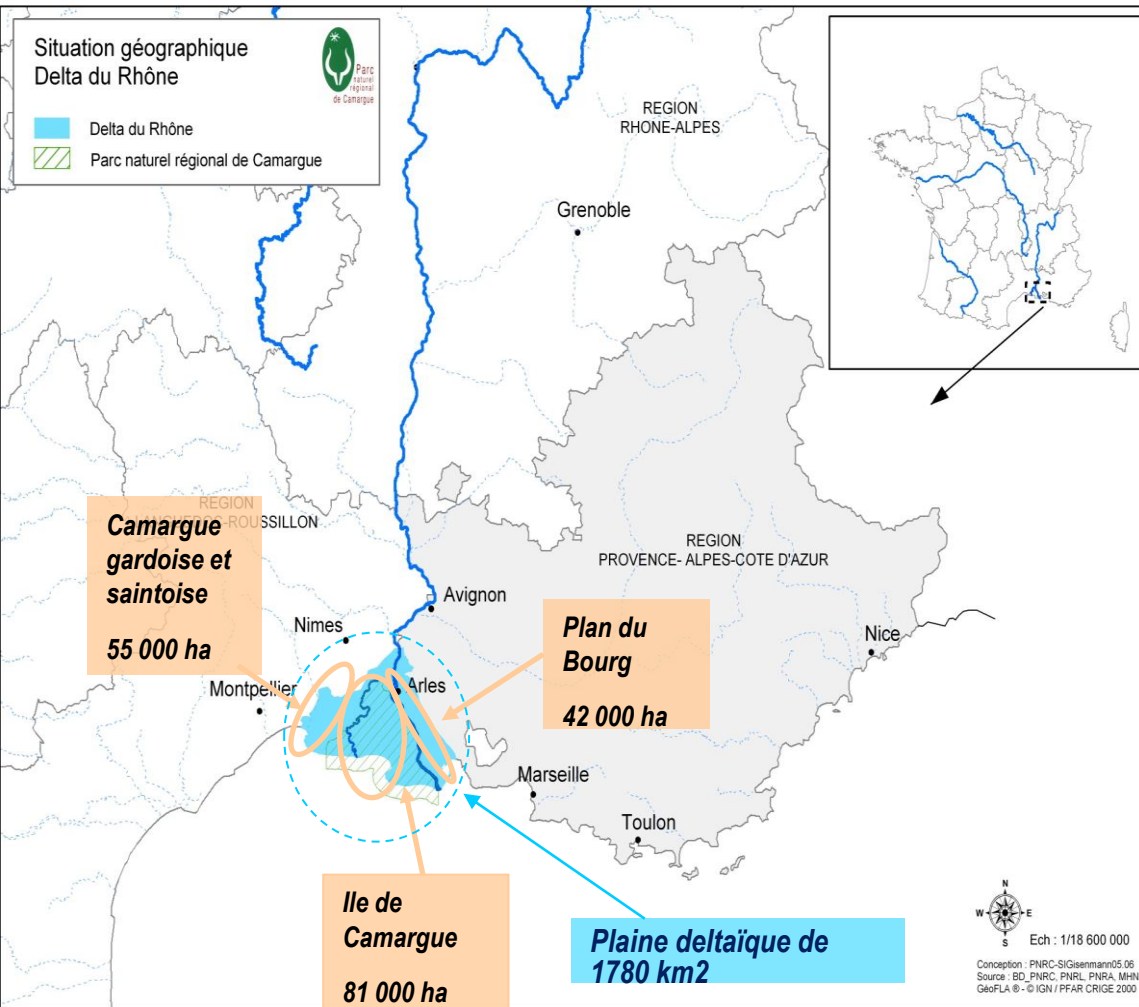 Situation géographique
Delta du Rhône
Parc
naturel
régional
de Camargue
Delta du Rhône
Parc naturel régional de Camargue
REGION
RHONE-ALPES
Grenoble
REGION
ROUSSILLON
Camargue
gardoise et
saintoise
55 000 ha
REGION
PROVENCE- ALPES-COTE D'AZUR
Avignon
Nimes
Plan du
Bourg
42 000 ha
Nice
Montpellier
Arles
Marseille
Toulon
Ile de
Camargue
81 000 ha
Plaine deltaïque de
1780 km2
N
W E
S
Ech : 1/18 600 000
Conception : PNRC-SIGisenmann05.06
Source : BD_PNRC, PNRL, PNRA, MHN
GéoFLA ® - © IGN / PFAR CRIGE 2000